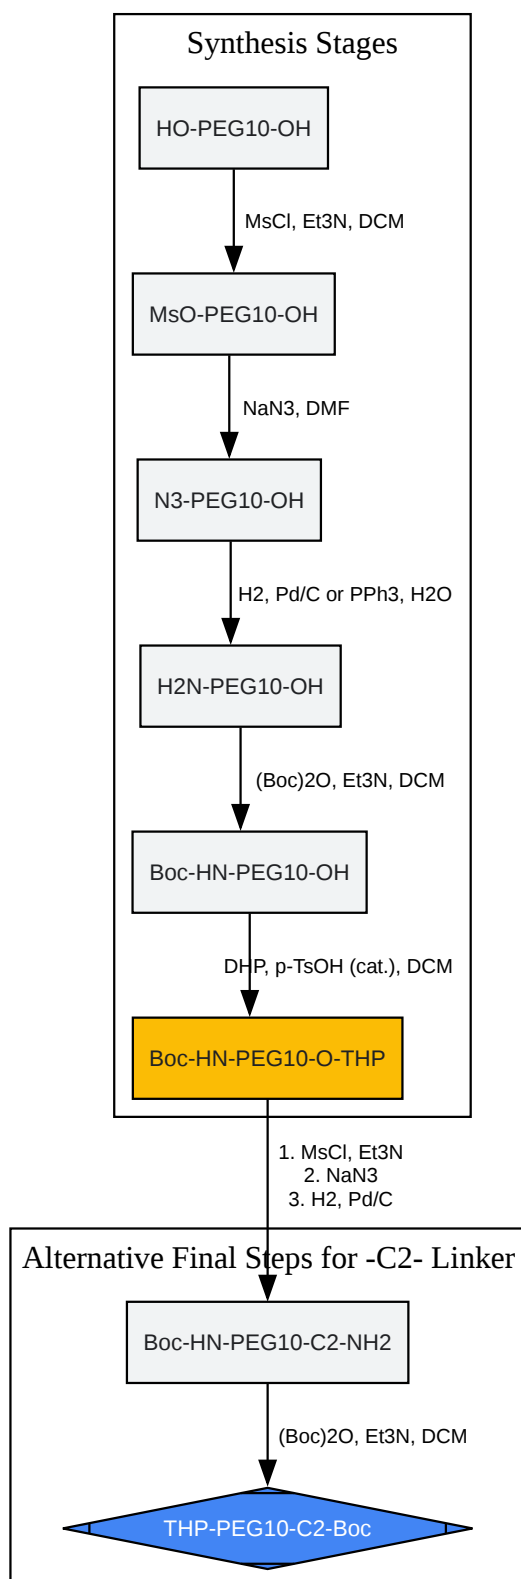 Synthesis Stages
HO-PEG10-OH
MsCl, Et3N, DCM
MsO-PEG10-OH
NaN3, DMF
N3-PEG10-OH
H2, Pd/C or PPh3, H2O
H2N-PEG10-OH
(Boc)2O, Et3N, DCM
Boc-HN-PEG10-OH
DHP, p-TsOH (cat.), DCM
Boc-HN-PEG10-O-THP
1. MsCl, Et3N
2. NaN3
3. H2, Pd/C
Alternative Final Steps for -C2- Linker
Boc-HN-PEG10-C2-NH2
(Boc)2O, Et3N, DCM
THP-PEG10-C2-Boc